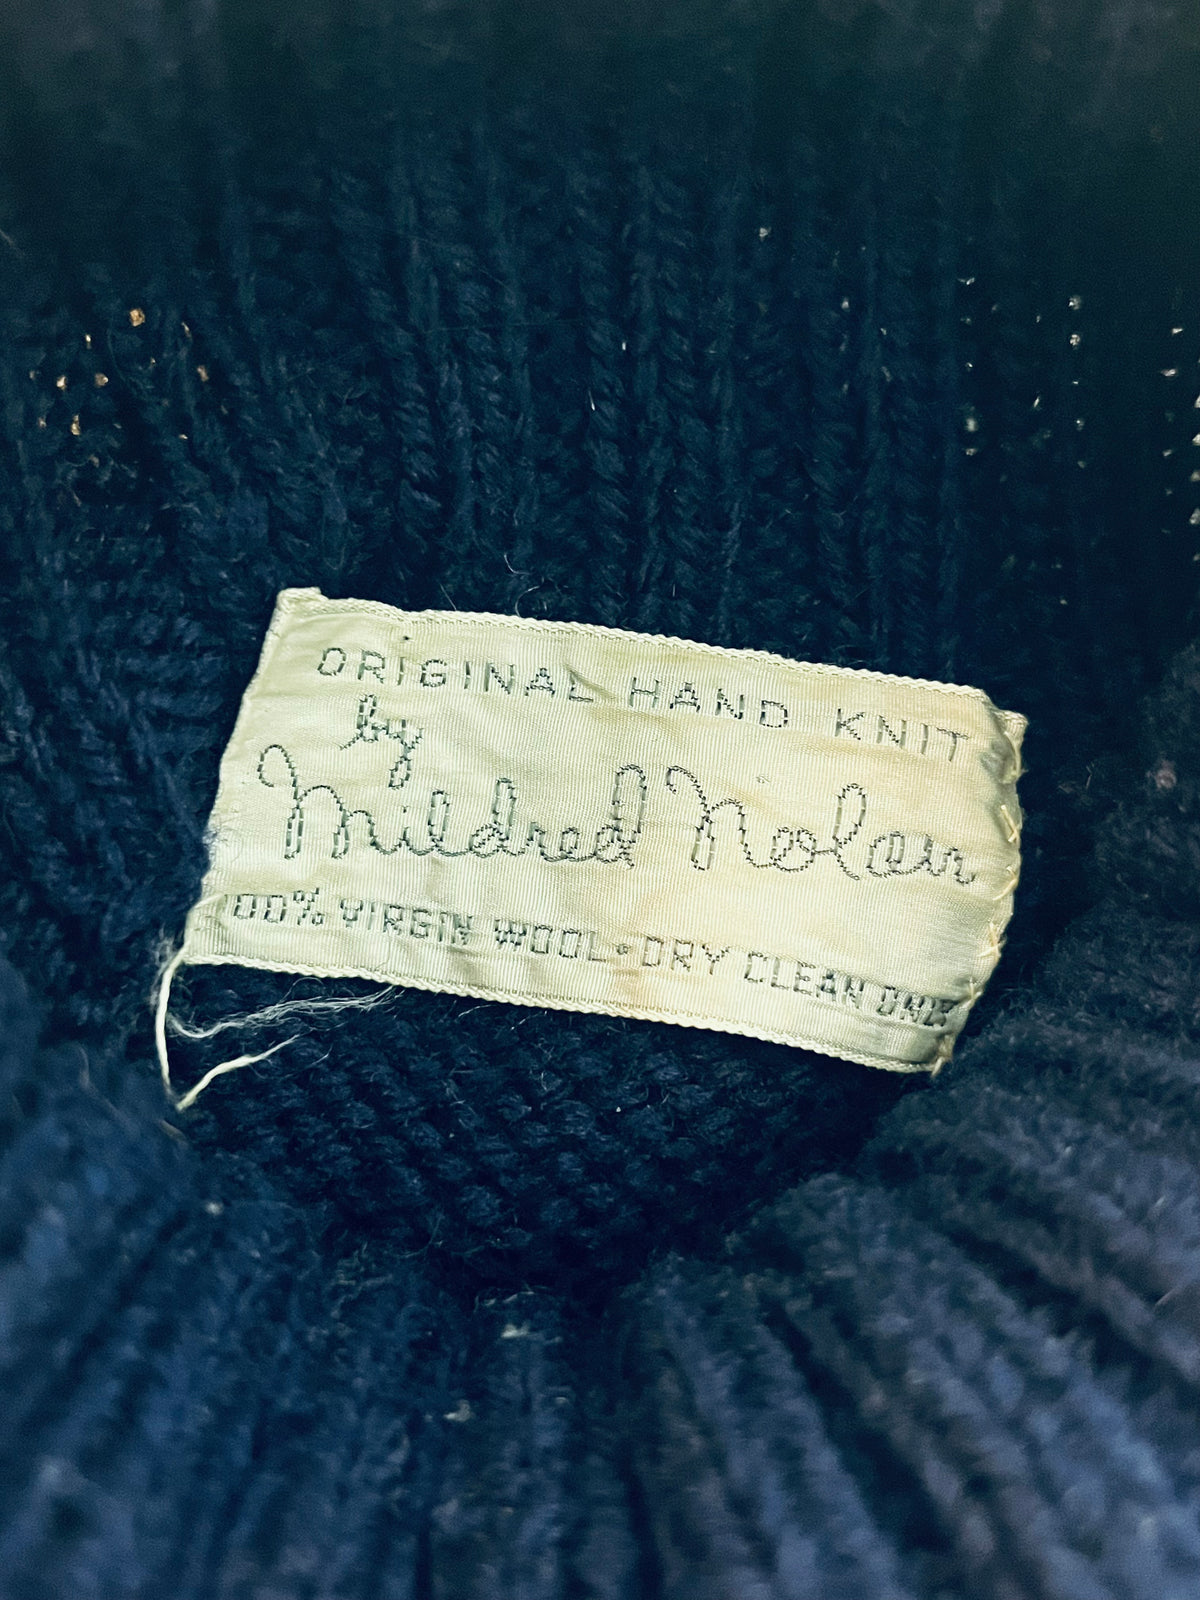 ORIGINAL HAND KNIT
by
Mildred Nolan
100% VIRGIN WOOL•DRY CLEAN ONLY